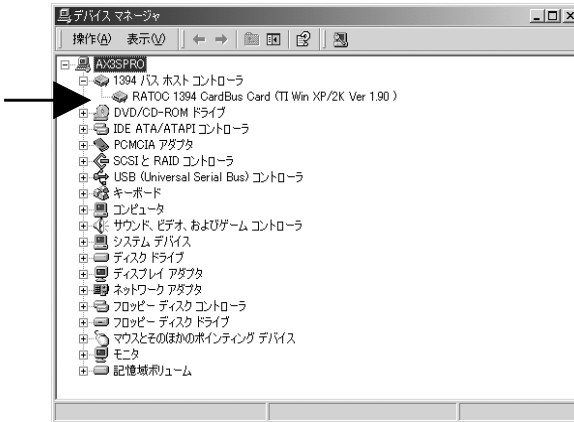 デバイス マネージャ
操作(A) 表示(V)
AX3SPRO
1394 バス ホスト コントローラ
RATOC 1394 CardBus Card (TI Win XP/2K Ver 1.90 )
DVD/CD-ROM ドライブ
IDE ATA/ATAPI コントローラ
PCMCIA アダプタ
SCSI と RAID コントローラ
USB (Universal Serial Bus) コントローラ
キーボード
コンピュータ
サウンド、ビデオ、およびゲーム コントローラ
システム デバイス
ディスク ドライブ
ディスプレイ アダプタ
ネットワーク アダプタ
フロッピー ディスク コントローラ
フロッピー ディスク ドライブ
マウスとそのほかのポインティング デバイス
モニタ
記憶域ボリューム